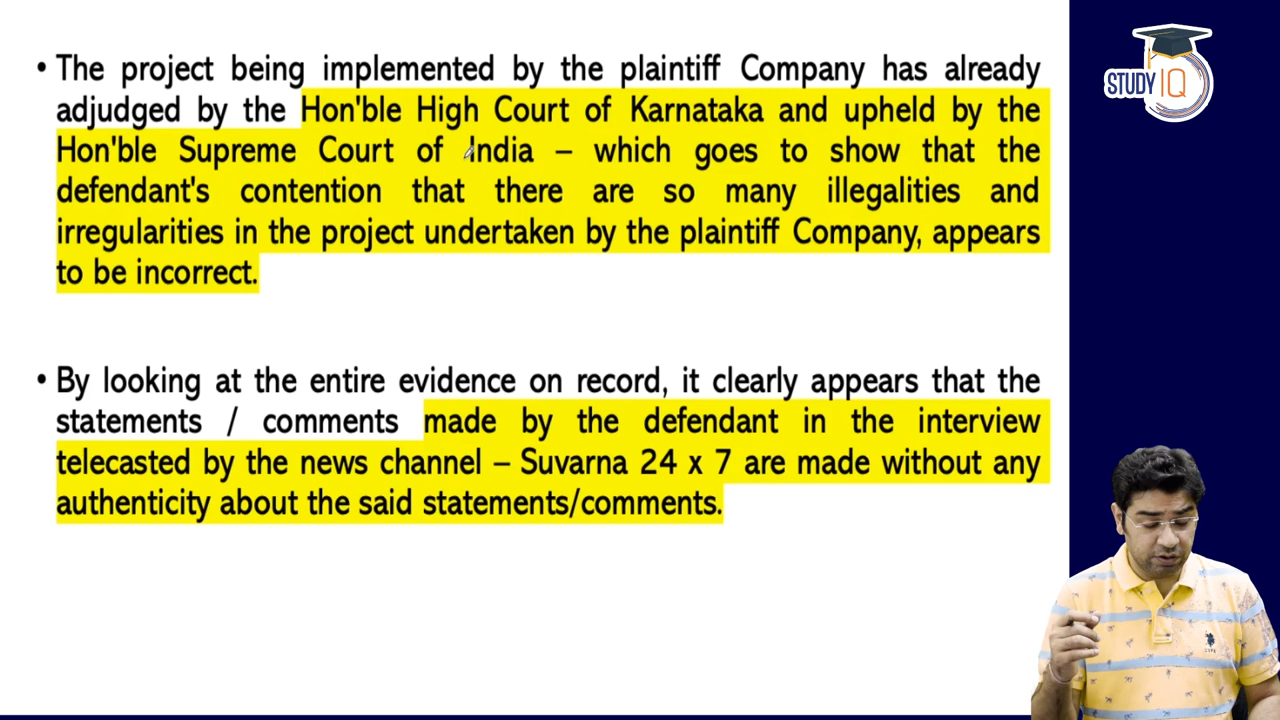 • The project being implemented by the plaintiff Company has already
adjudged by the Hon'ble High Court of Karnataka and upheld by the
Hon'ble Supreme Court of India – which goes to show that the
defendant's contention that there are so many illegalities and
irregularities in the project undertaken by the plaintiff Company, appears
to be incorrect.
• By looking at the entire evidence on record, it clearly appears that the
statements / comments made by the defendant in the interview
telecasted by the news channel – Suvarna 24 x 7 are made without any
authenticity about the said statements/comments.
STUDY IQ